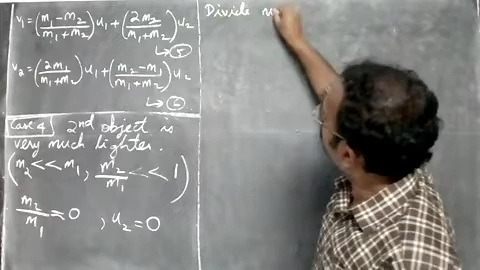 v₁ = (m₁ - m₂ / m₁ + m₂) u₁ + (2m₂ / m₁ + m₂) u₂
→ ⑤
v₂ = (2m₁ / m₁ + m₂) u₁ + (m₂ - m₁ / m₁ + m₂) u₂
→ ⑥
Case 4 2nd object is
very much lighter.
(m₂ << m₁, m₂/m₁ << 1)
m₂/m₁ ≈ 0, u₂ = 0
Divide